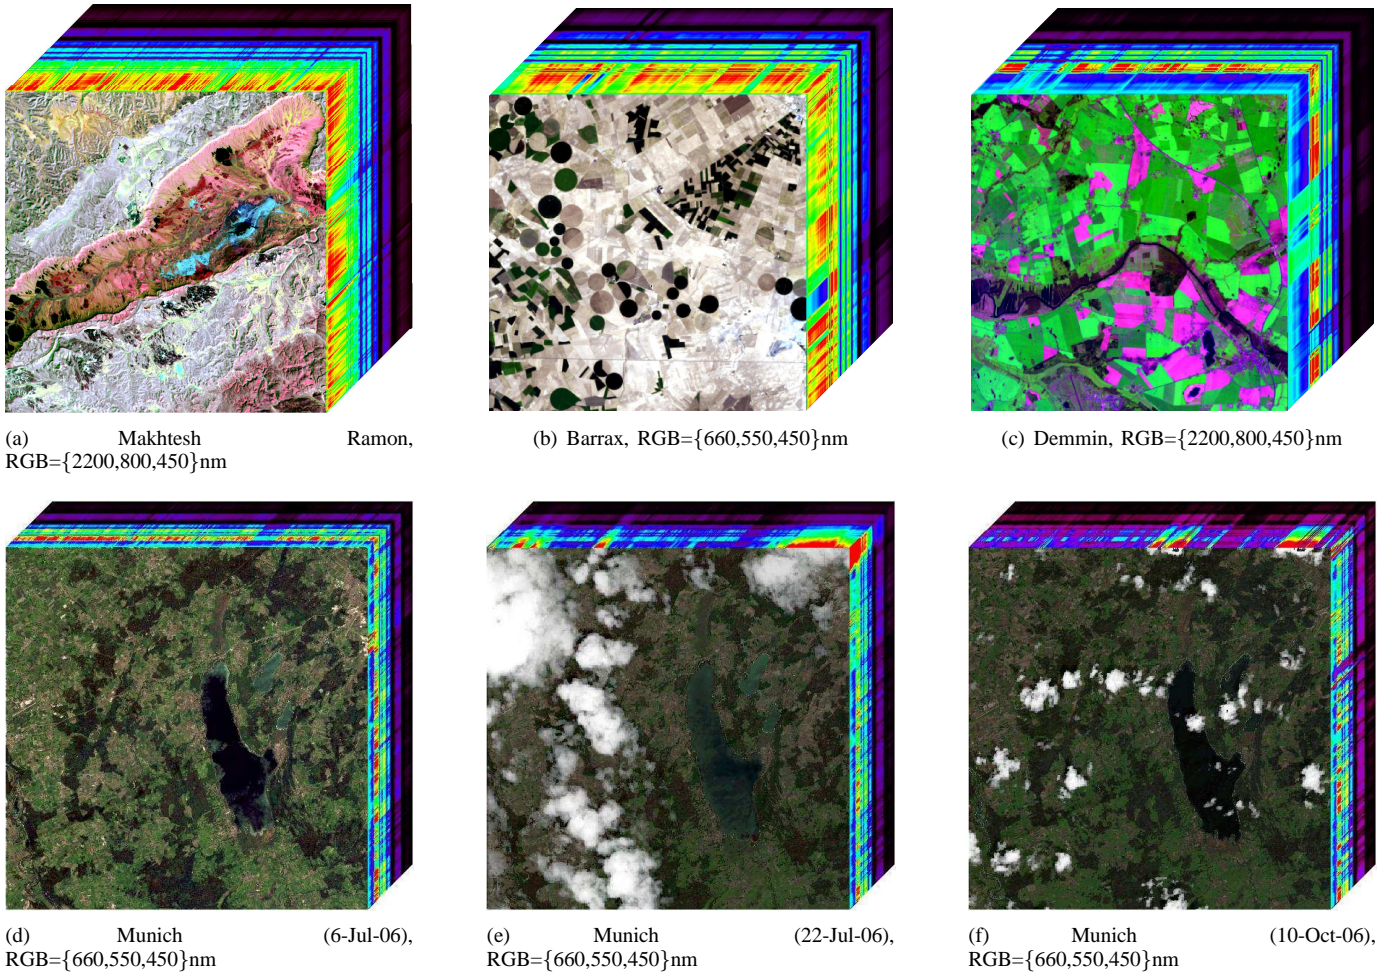 (a) Makhtesh Ramon,
RGB={2200,800,450}nm
(b) Barrax, RGB={660,550,450}nm
(c) Demmin, RGB={2200,800,450}nm
(d) Munich (6-Jul-06),
RGB={660,550,450}nm
(e) Munich (22-Jul-06),
RGB={660,550,450}nm
(f) Munich (10-Oct-06),
RGB={660,550,450}nm